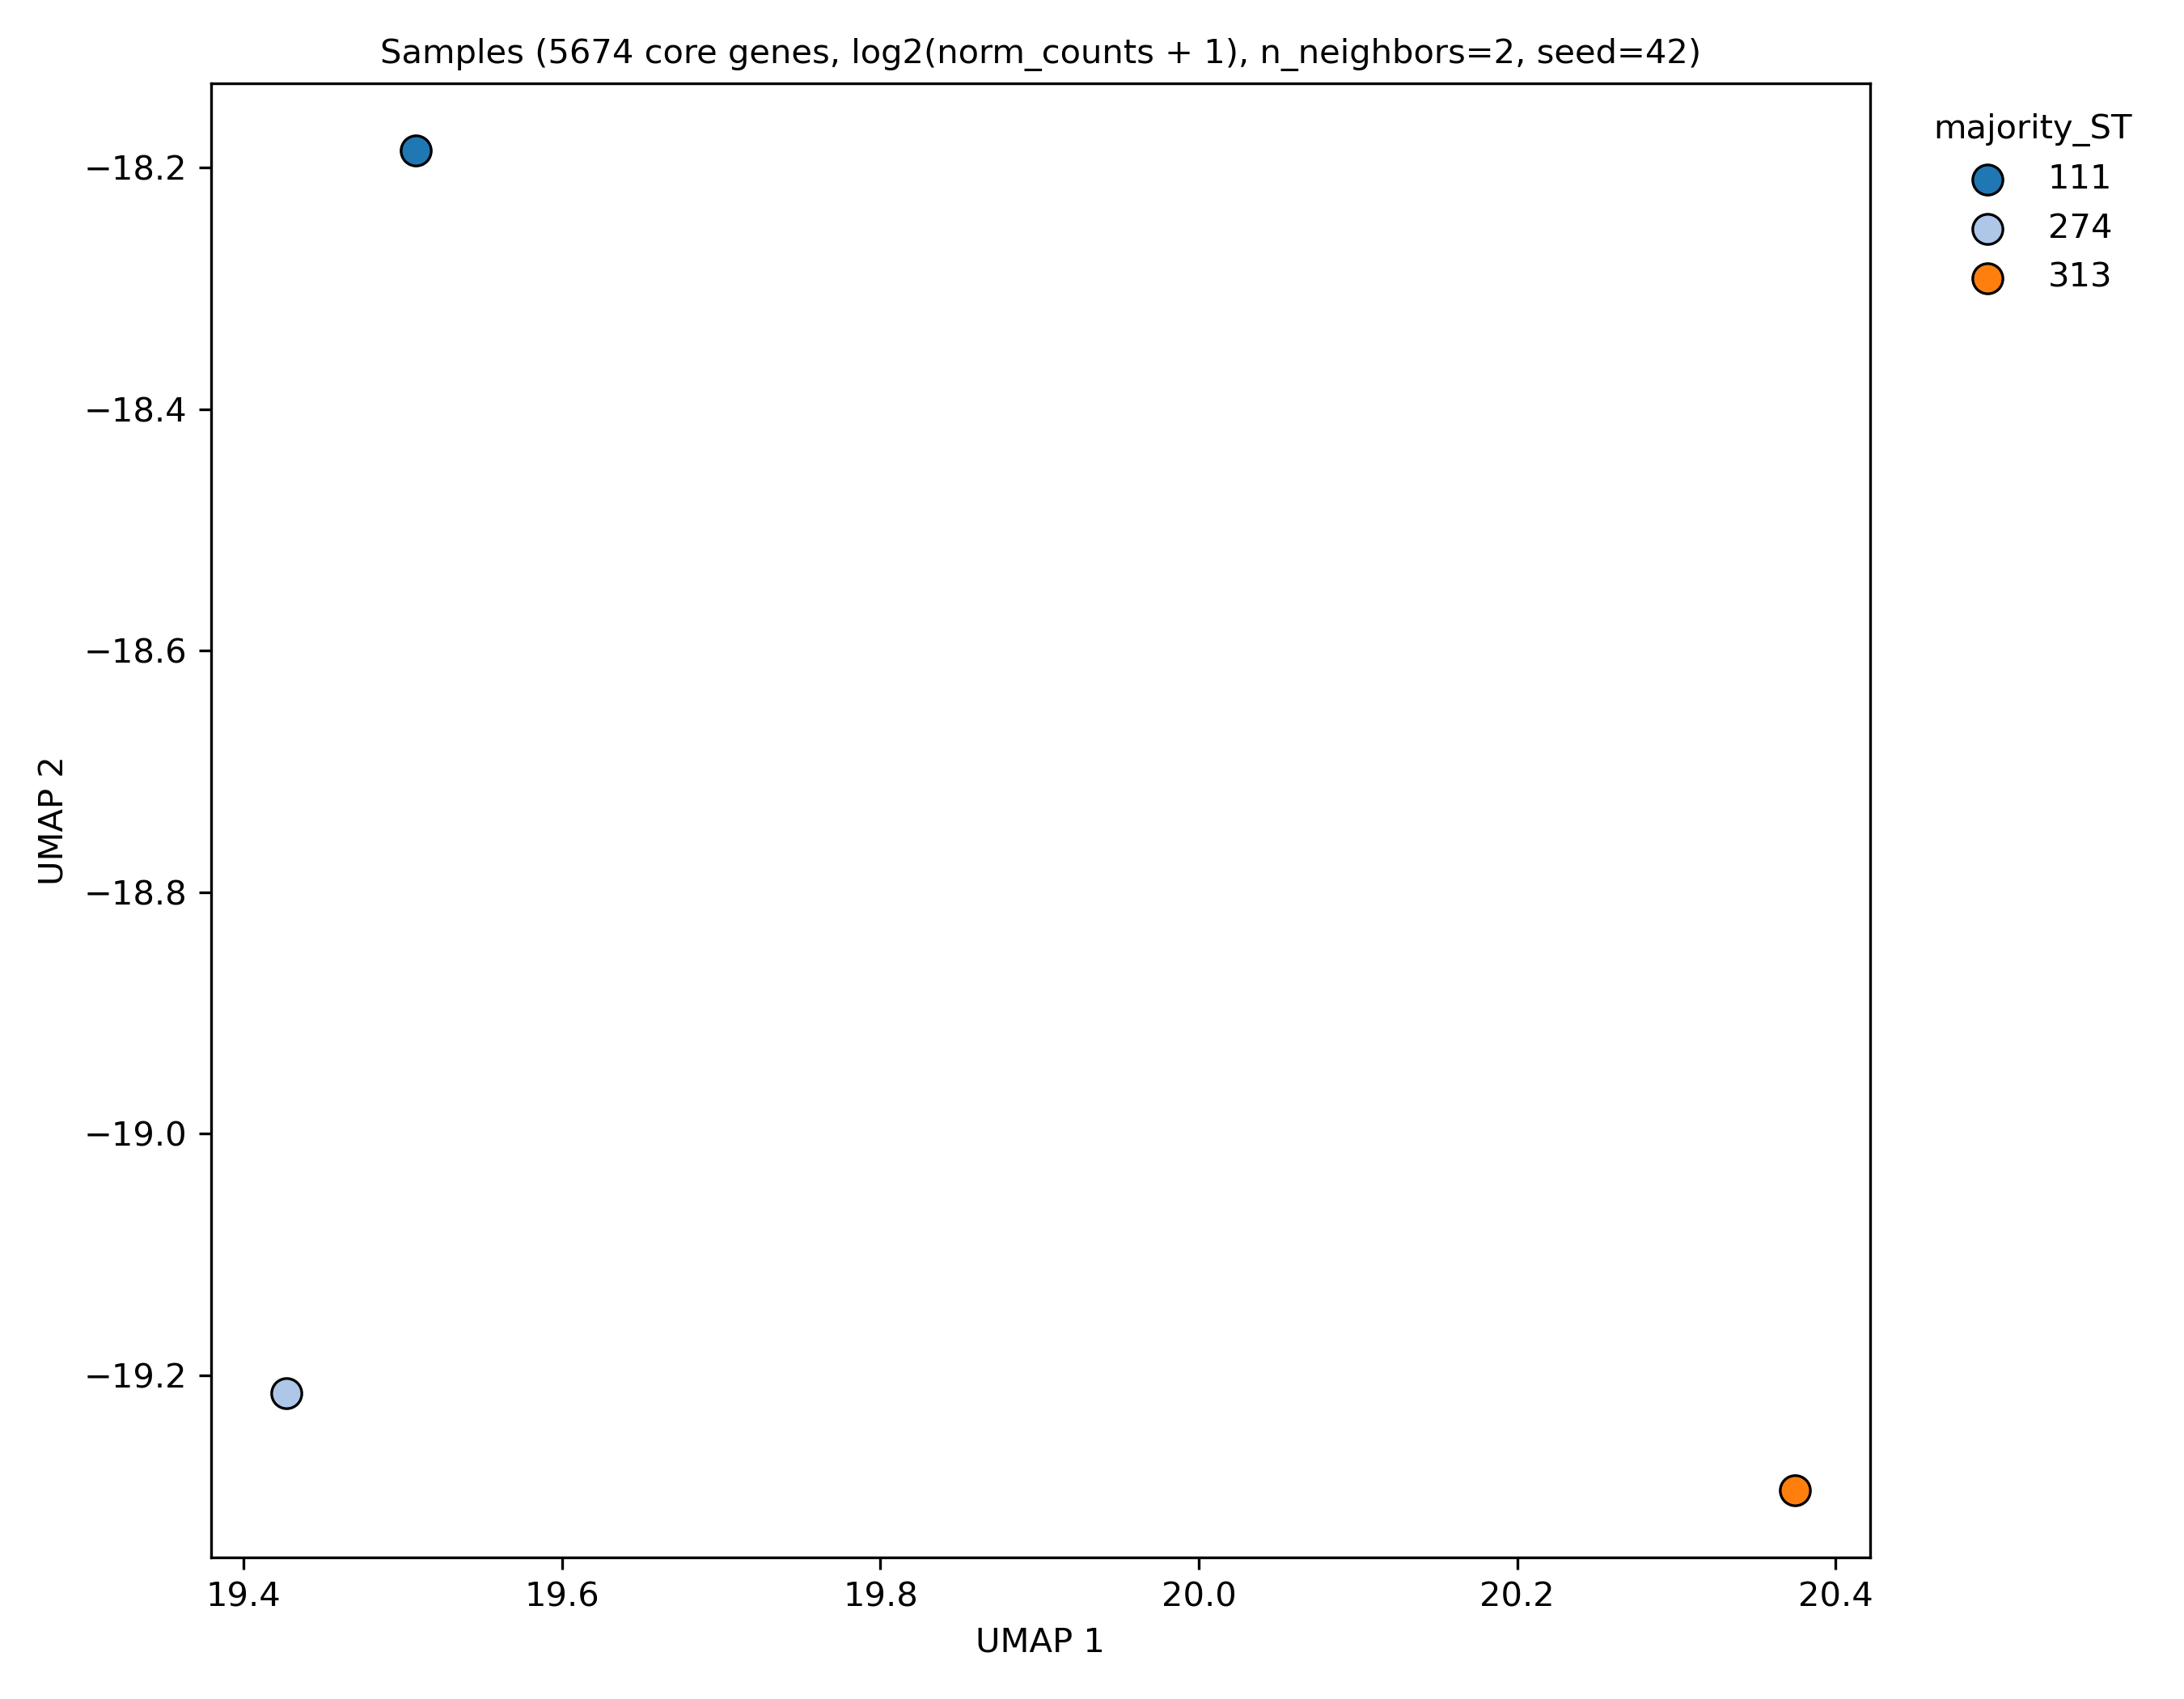 Samples (5674 core genes, log2(norm_counts + 1), n_neighbors=2, seed=42)
majority_ST
111
274
313
−18.2
−18.4
−18.6
−18.8
−19.0
−19.2
UMAP 2
19.4 19.6 19.8 20.0 20.2 20.4
UMAP 1